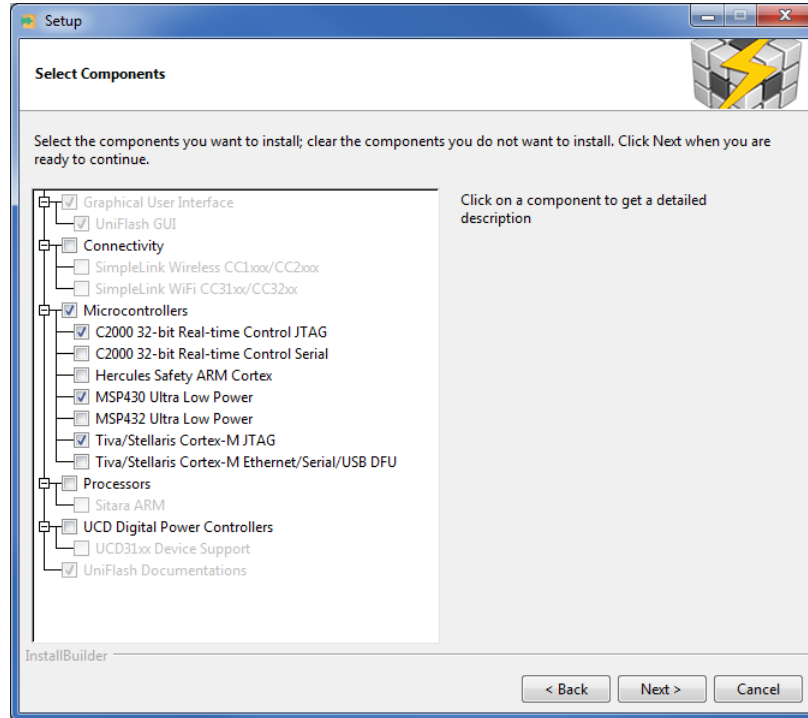 Setup
Select Components
Select the components you want to install; clear the components you do not want to install. Click Next when you are
ready to continue.
Graphical User Interface
UniFlash GUI
Connectivity
SimpleLink Wireless CC1xxx/CC2xxx
SimpleLink WiFi CC31xx/CC32xx
Microcontrollers
C2000 32-bit Real-time Control JTAG
C2000 32-bit Real-time Control Serial
Hercules Safety ARM Cortex
MSP430 Ultra Low Power
MSP432 Ultra Low Power
Tiva/Stellaris Cortex-M JTAG
Tiva/Stellaris Cortex-M Ethernet/Serial/USB DFU
Processors
Sitara ARM
UCD Digital Power Controllers
UCD31xx Device Support
UniFlash Documentations
Click on a component to get a detailed
description
InstallBuilder
< Back
Next >
Cancel